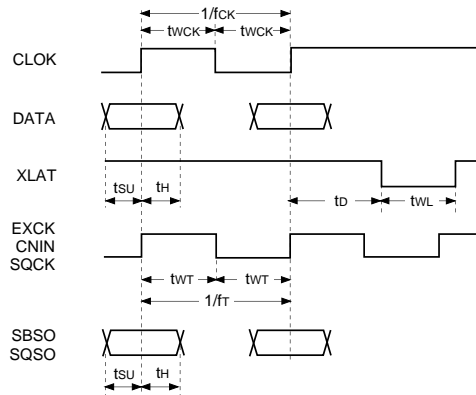 1/fCK
tWCK tWCK
CLOK
DATA
XLAT
tSU tH tD tWL
EXCK
CNIN
SQCK
tWT tWT
1/fT
SBSO
SQSO
tSU tH